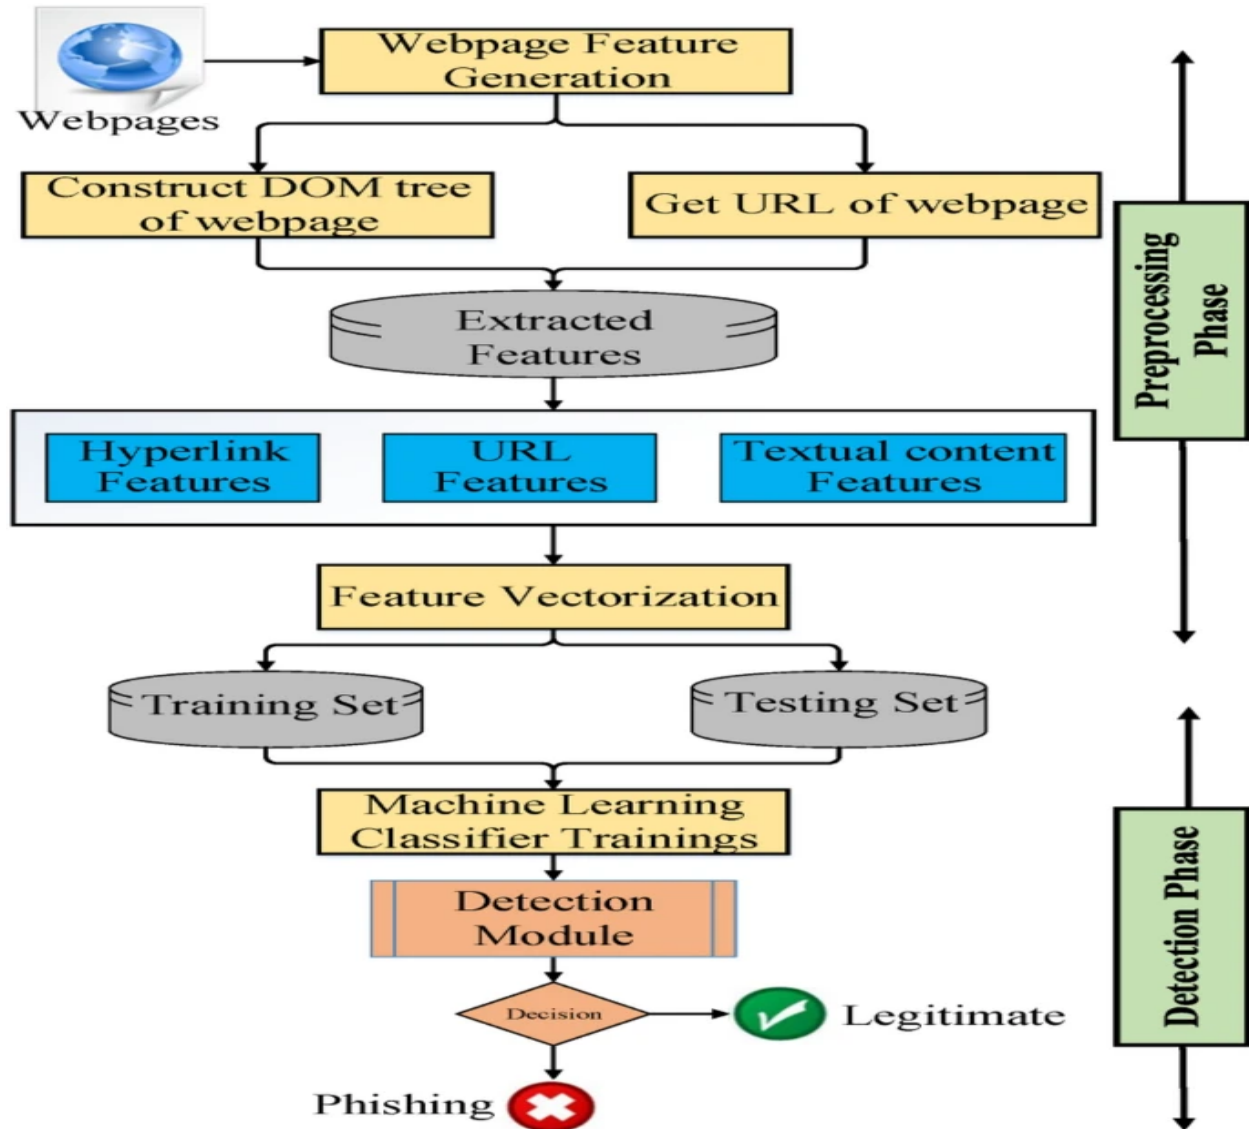 Webpage Feature
Generation
Webpages
Construct DOM tree
of webpage
Get URL of webpage
Preprocessing
Phase
Extracted
Features
Hyperlink
Features
URL
Features
Textual content
Features
Feature Vectorization
Training Set
Testing Set
Machine Learning
Classifier Trainings
Detection
Module
Detection Phase
Decision
Legitimate
Phishing